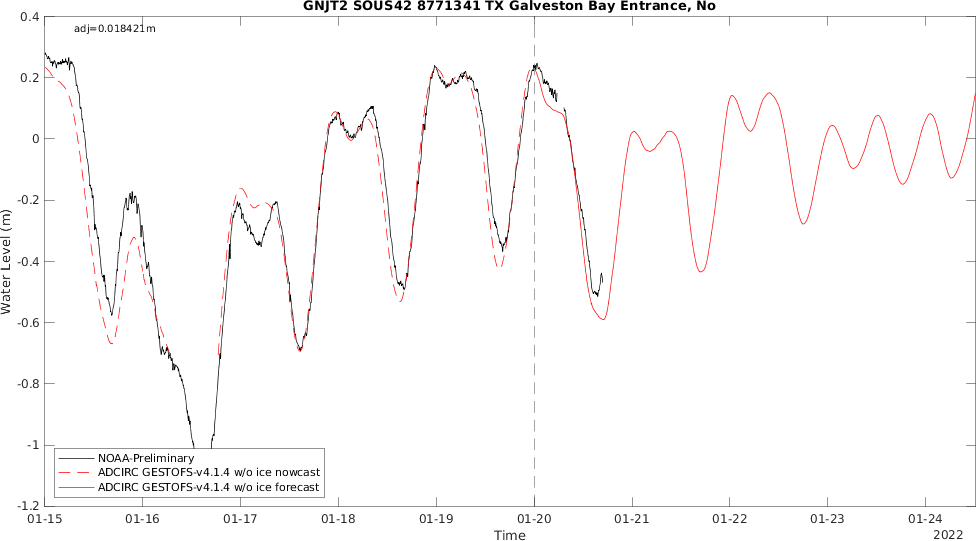 GNJT2 SOUS42 8771341 TX Galveston Bay Entrance, No
adj=0.018421m
0.4
0.2
0
-0.2
-0.4
-0.6
-0.8
-1
-1.2
Water Level (m)
NOAA-Preliminary
ADCIRC GESTOFS-v4.1.4 w/o ice nowcast
ADCIRC GESTOFS-v4.1.4 w/o ice forecast
01-15 01-16 01-17 01-18 01-19 01-20 01-21 01-22 01-23 01-24
Time
2022